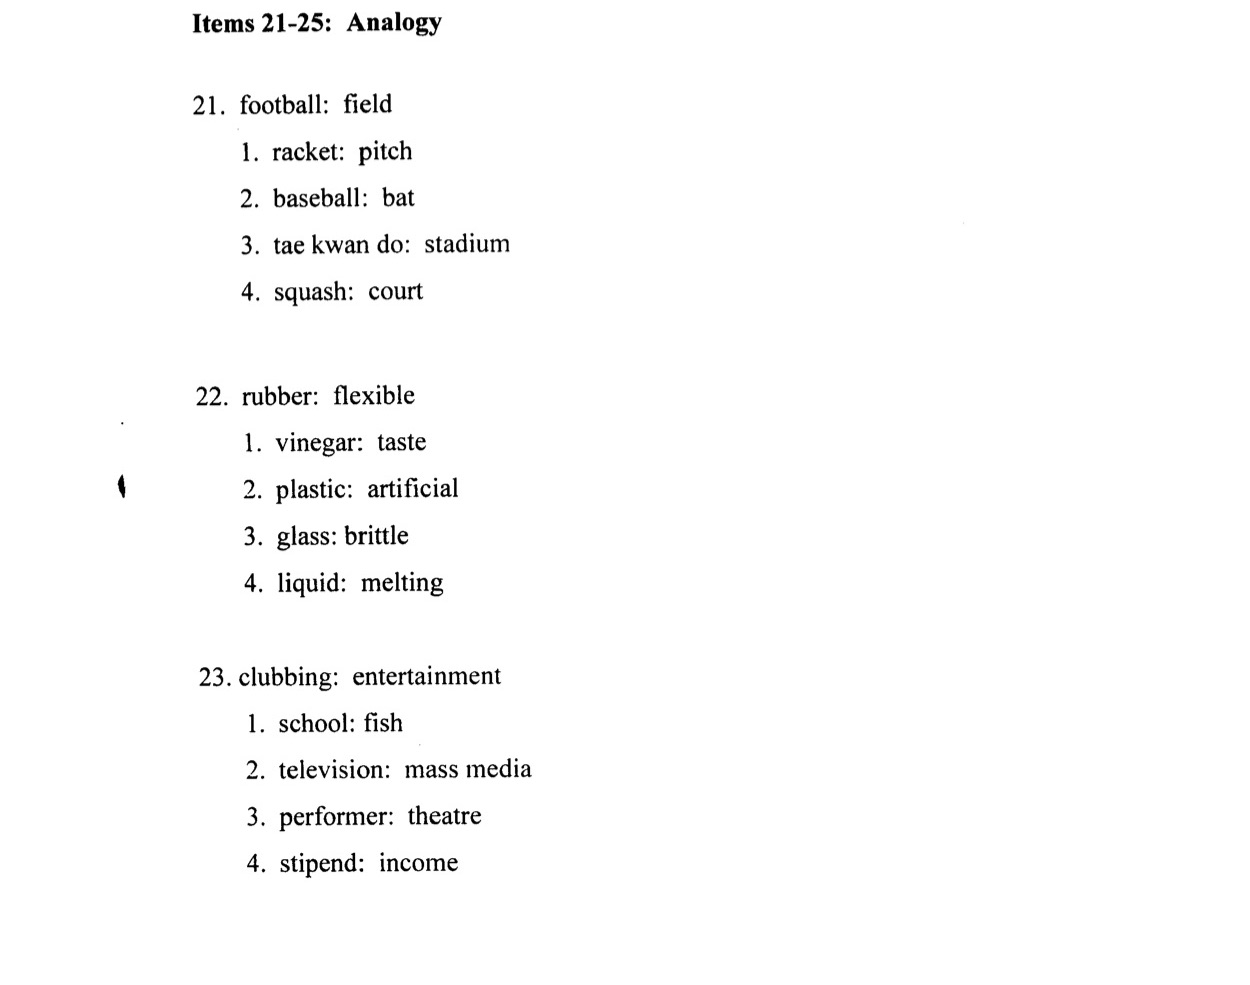 Items 21-25: Analogy
21. football: field
1. racket: pitch
2. baseball: bat
3. tae kwan do: stadium
4. squash: court
22. rubber: flexible
1. vinegar: taste
2. plastic: artificial
3. glass: brittle
4. liquid: melting
23. clubbing: entertainment
1. school: fish
2. television: mass media
3. performer: theatre
4. stipend: income